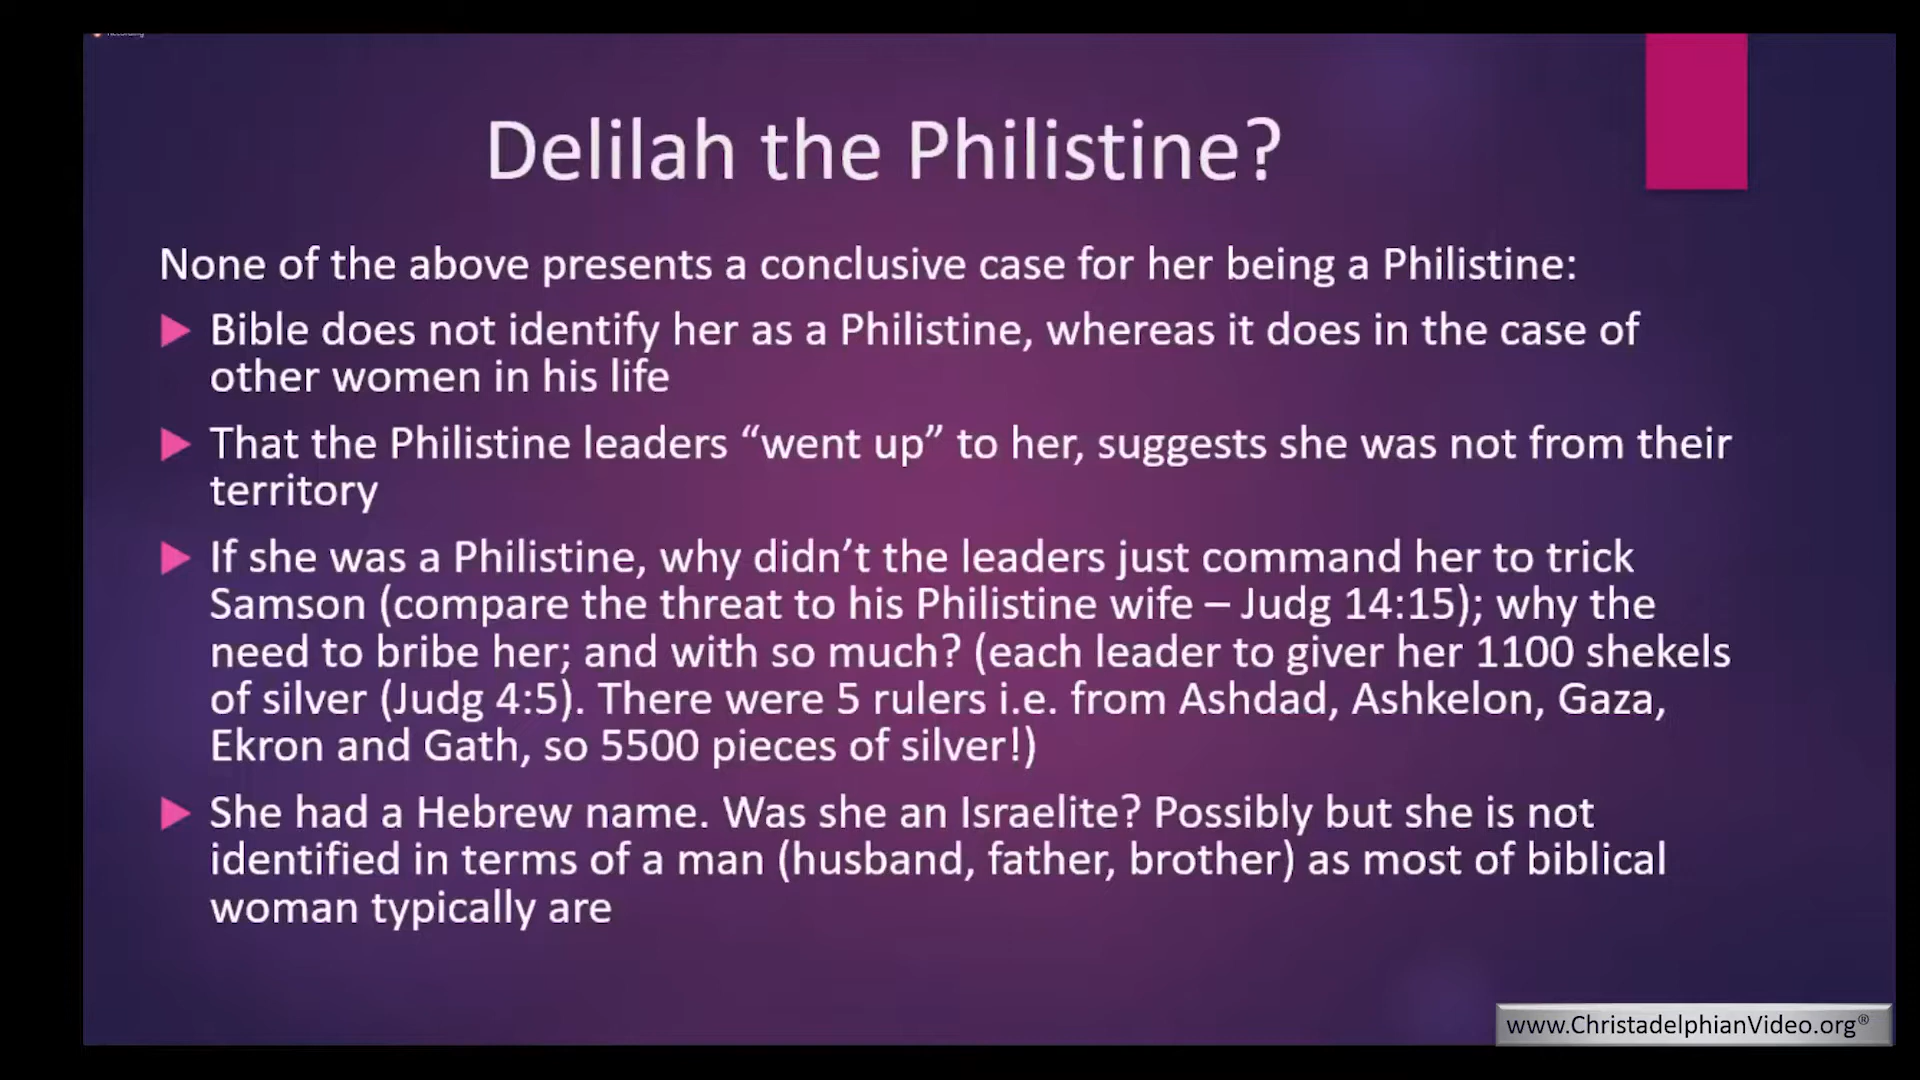 Recording
Delilah the Philistine?
None of the above presents a conclusive case for her being a Philistine:
Bible does not identify her as a Philistine, whereas it does in the case of
other women in his life
That the Philistine leaders “went up” to her, suggests she was not from their
territory
If she was a Philistine, why didn’t the leaders just command her to trick
Samson (compare the threat to his Philistine wife – Judg 14:15); why the
need to bribe her; and with so much? (each leader to giver her 1100 shekels
of silver (Judg 4:5). There were 5 rulers i.e. from Ashdad, Ashkelon, Gaza,
Ekron and Gath, so 5500 pieces of silver!)
She had a Hebrew name. Was she an Israelite? Possibly but she is not
identified in terms of a man (husband, father, brother) as most of biblical
woman typically are
www.ChristadelphianVideo.org®